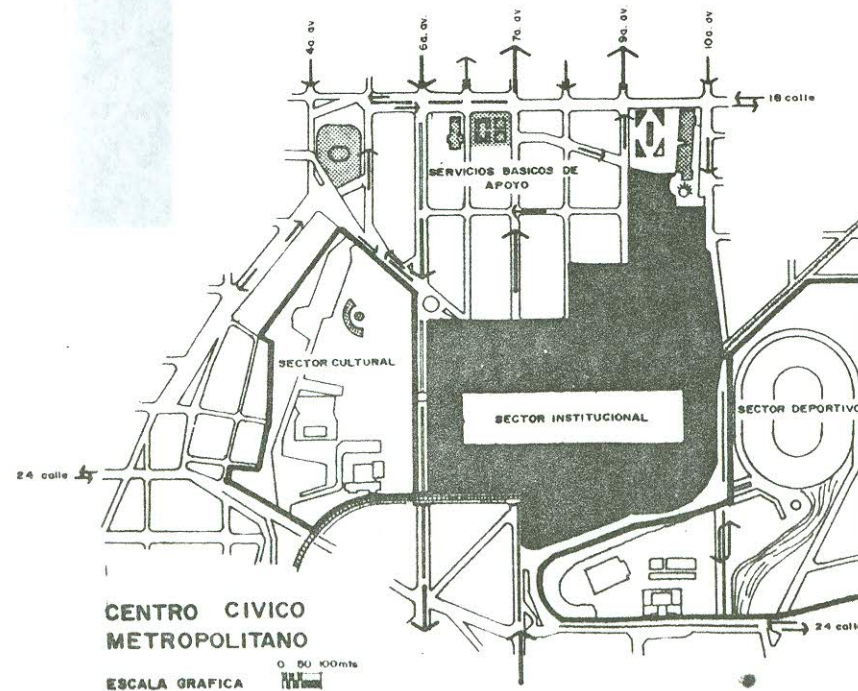 4a. av.
6a. av.
7a. av.
9a. av.
10a. av.
18 calle
SERVICIOS BASICOS DE
APOYO
SECTOR CULTURAL
SECTOR INSTITUCIONAL
SECTOR DEPORTIVO
24 calle
CENTRO CIVICO
METROPOLITANO
24 calle
0 50 100mts
ESCALA GRAFICA